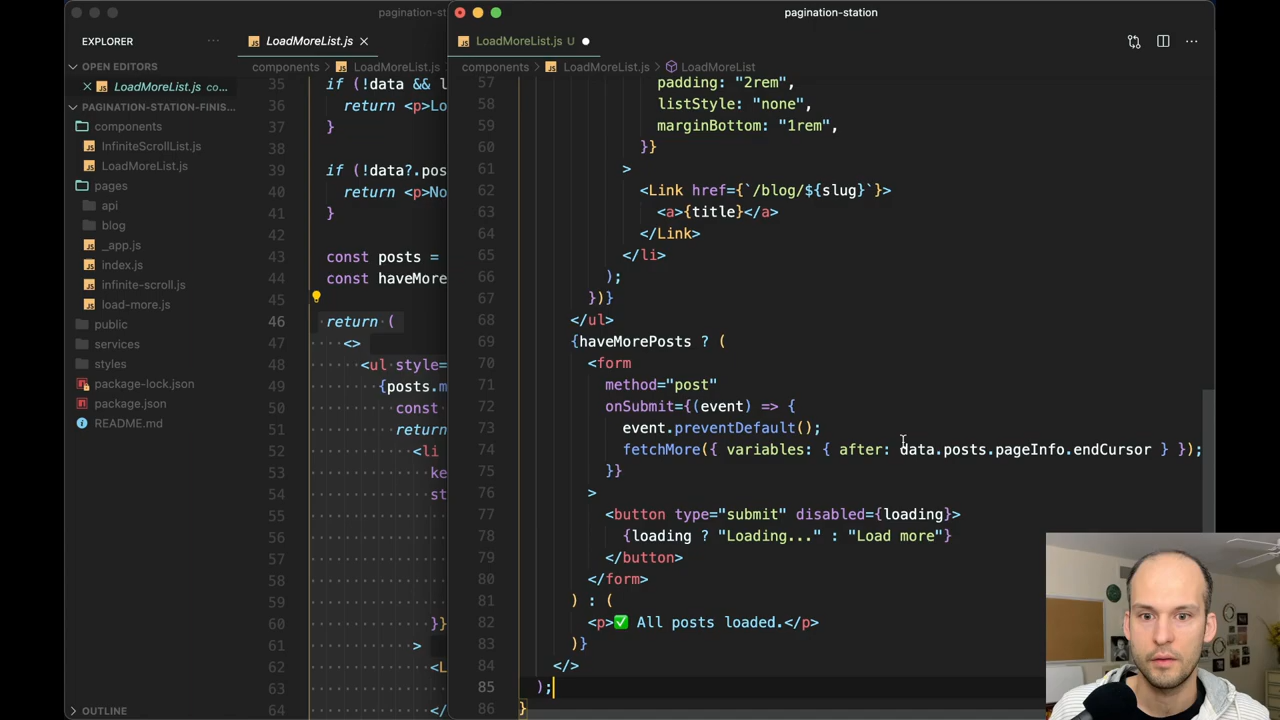 pagination-st
EXPLORER
OPEN EDITORS
LoadMoreList.js co...
PAGINATION-STATION-FINIS...
components
InfiniteScrollList.js
LoadMoreList.js
pages
api
blog
_app.js
index.js
infinite-scroll.js
load-more.js
public
services
styles
package-lock.json
package.json
README.md
OUTLINE
LoadMoreList.js
components > LoadMoreList.js
35 if (!data && l
36 return <p>Lo
37 }
38
39 if (!data?.pos
40 return <p>No
41 }
42
43 const posts =
44 const haveMore
45
46 return (
47 <>
48 <ul style=
49 {posts.m
50 const
51 return
52 <li
53 ke
54 st
55
56
57
58
59
60 }}
61 >
62 <L
63
64 </
pagination-station
LoadMoreList.js U
components > LoadMoreList.js > LoadMoreList
57 padding: "2rem",
58 listStyle: "none",
59 marginBottom: "1rem",
60 }}
61 >
62 <Link href={`/blog/${slug}`}>
63 <a>{title}</a>
64 </Link>
65 </li>
66 );
67 })}
68 </ul>
69 {haveMorePosts ? (
70 <form
71 method="post"
72 onSubmit={(event) => {
73 event.preventDefault();
74 fetchMore({ variables: { after: data.posts.pageInfo.endCursor } });
75 }}
76 >
77 <button type="submit" disabled={loading}>
78 {loading ? "Loading..." : "Load more"}
79 </button>
80 </form>
81 ) : (
82 <p>✅ All posts loaded.</p>
83 )}
84 </>
85 );
86 }